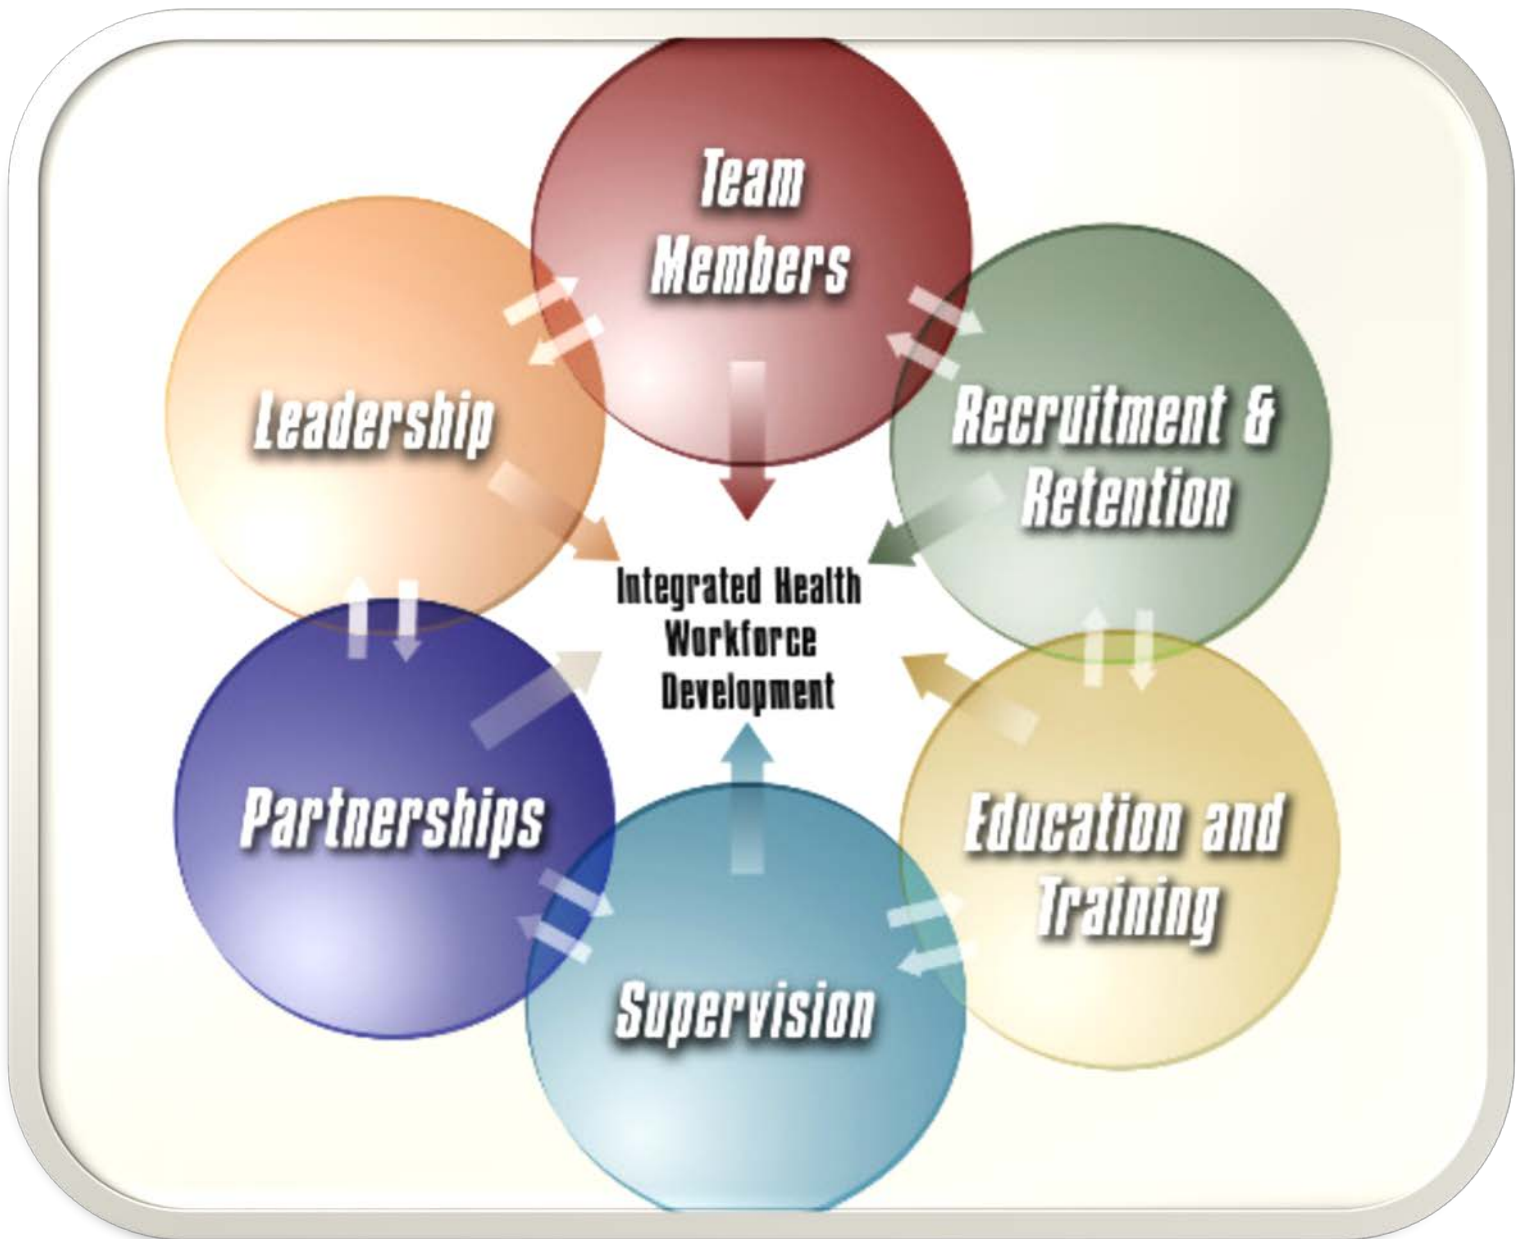 Team
Members
Leadership
Recruitment &
Retention
Integrated Health
Workforce
Development
Partnerships
Education and
Training
Supervision